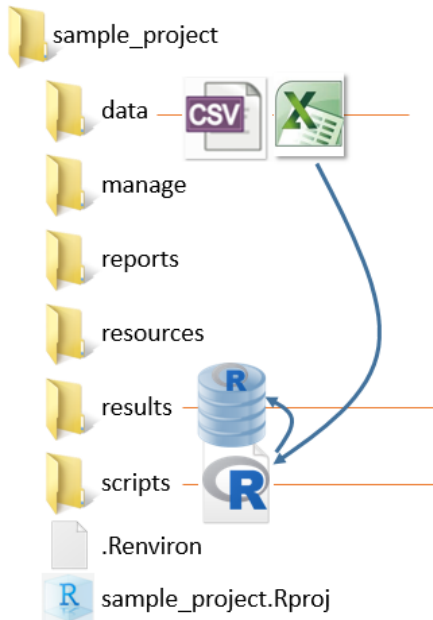 sample_project
data CSV X
manage
reports
resources
results R
scripts R
.Renviron
R sample_project.Rproj